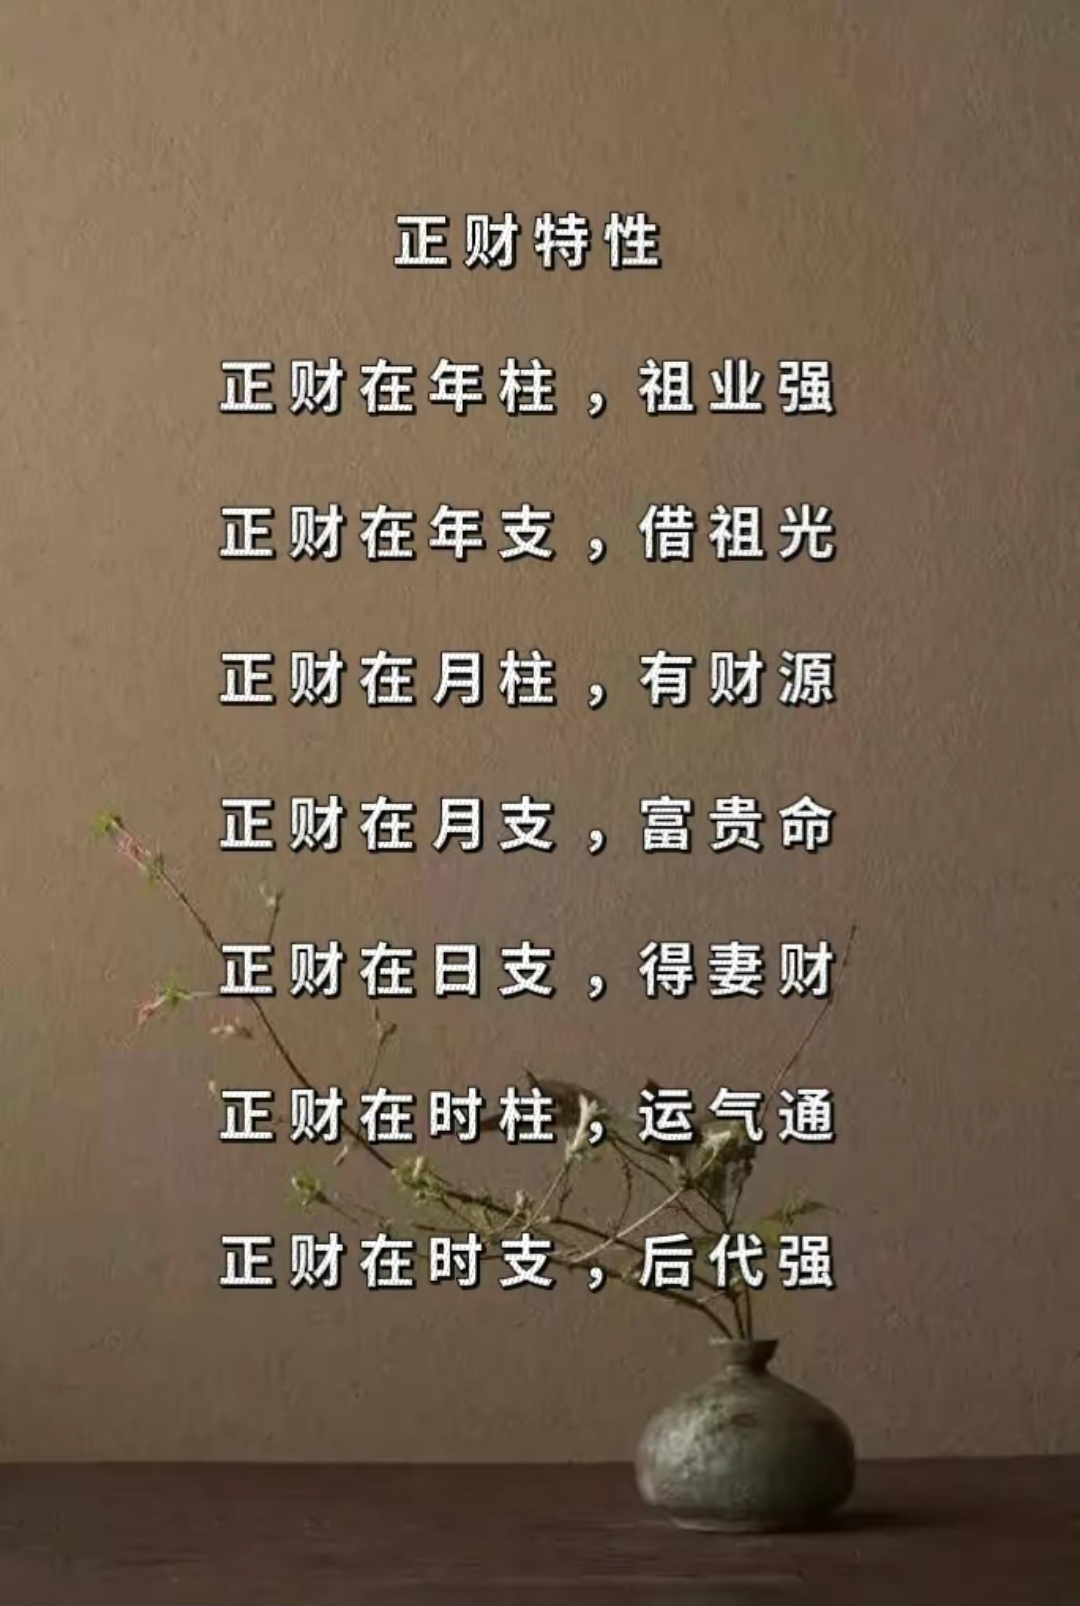 正财特性
正财在年柱，祖业强
正财在年支，借祖光
正财在月柱，有财源
正财在月支，富贵命
正财在日支，得妻财
正财在时柱，运气通
正财在时支，后代强